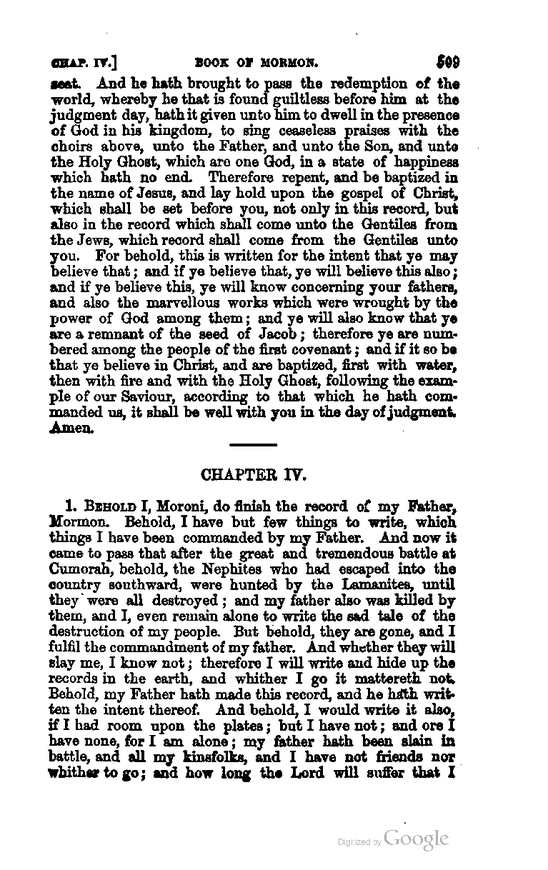 CHAP. IV.] BOOK OF MORMON. 509
seat. And he hath brought to pass the redemption of the
world, whereby he that is found guiltless before him at the
judgment day, hath it given unto him to dwell in the presence
of God in his kingdom, to sing ceaseless praises with the
choirs above, unto the Father, and unto the Son, and unto
the Holy Ghost, which are one God, in a state of happiness
which hath no end. Therefore repent, and be baptized in
the name of Jesus, and lay hold upon the gospel of Christ,
which shall be set before you, not only in this record, but
also in the record which shall come unto the Gentiles from
the Jews, which record shall come from the Gentiles unto
you. For behold, this is written for the intent that ye may
believe that; and if ye believe that, ye will believe this also;
and if ye believe this, ye will know concerning your fathers,
and also the marvellous works which were wrought by the
power of God among them; and ye will also know that ye
are a remnant of the seed of Jacob; therefore ye are num-
bered among the people of the first covenant; and if it so be
that ye believe in Christ, and are baptized, first with water,
then with fire and with the Holy Ghost, following the exam-
ple of our Saviour, according to that which he hath com-
manded us, it shall be well with you in the day of judgment.
Amen.
CHAPTER IV.
1. BEHOLD I, Moroni, do finish the record of my Father,
Mormon. Behold, I have but few things to write, which
things I have been commanded by my Father. And now it
came to pass that after the great and tremendous battle at
Cumorah, behold, the Nephites who had escaped into the
country southward, were hunted by the Lamanites, until
they were all destroyed; and my father also was killed by
them, and I, even remain alone to write the sad tale of the
destruction of my people. But behold, they are gone, and I
fulfil the commandment of my father. And whether they will
slay me, I know not; therefore I will write and hide up the
records in the earth, and whither I go it mattereth not.
Behold, my Father hath made this record, and he hath writ-
ten the intent thereof. And behold, I would write it also,
if I had room upon the plates; but I have not; and ore I
have none, for I am alone; my father hath been slain in
battle, and all my kinsfolks, and I have not friends nor
whither to go; and how long the Lord will suffer that I
Digitized by Google